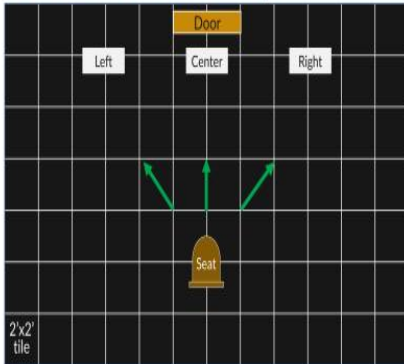 Door
Left
Center
Right
Seat
2'x2'
tile